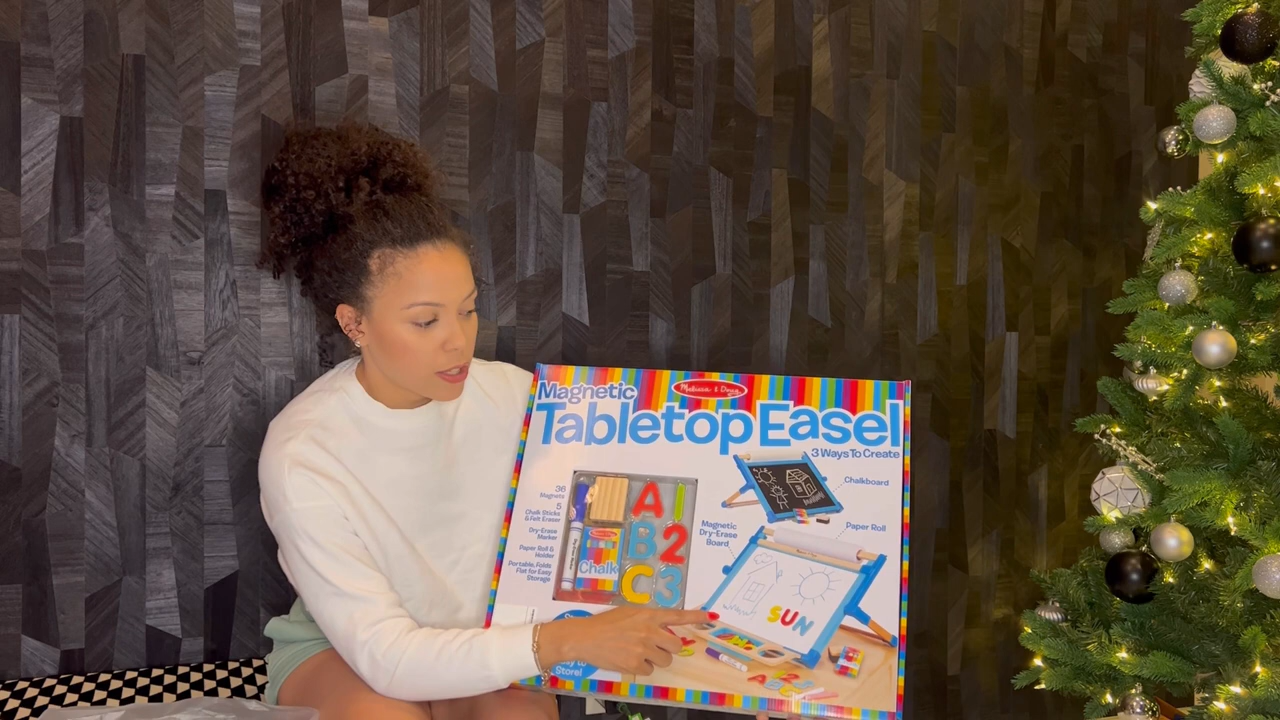 Magnetic
Melissa & Doug
Tabletop Easel
3 Ways To Create
36
Magnets
5
Chalk Sticks
& Felt Eraser
Dry-Erase
Marker
Paper Roll &
Holder
Portable, Folds
Flat for Easy
Storage
A
B 2
C 3
Chalk
Chalkboard
Magnetic
Dry-Erase
Board
Paper Roll
SUN
Store!